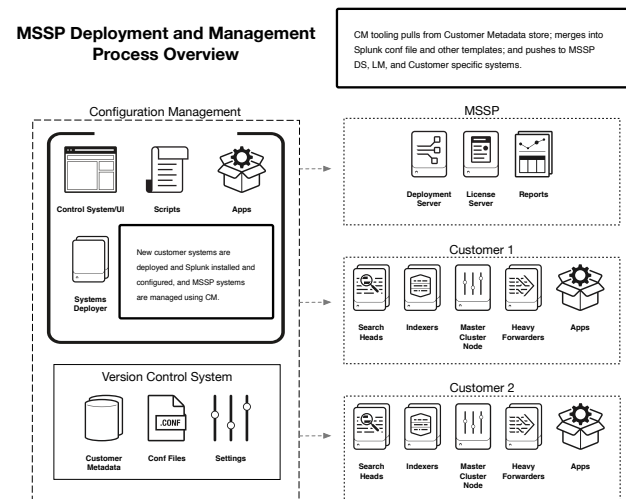 MSSP Deployment and Management
Process Overview
CM tooling pulls from Customer Metadata store; merges into
Splunk conf file and other templates; and pushes to MSSP
DS, LM, and Customer specific systems.
Configuration Management
Control System/UI
Scripts
Apps
Systems
Deployer
New customer systems are
deployed and Splunk installed and
configured, and MSSP systems
are managed using CM.
Version Control System
.CONF
Customer
Metadata
Conf Files
Settings
MSSP
Deployment
Server
License
Server
Reports
Customer 1
Search
Heads
Indexers
Master
Cluster
Node
Heavy
Forwarders
Apps
Customer 2
Search
Heads
Indexers
Master
Cluster
Node
Heavy
Forwarders
Apps